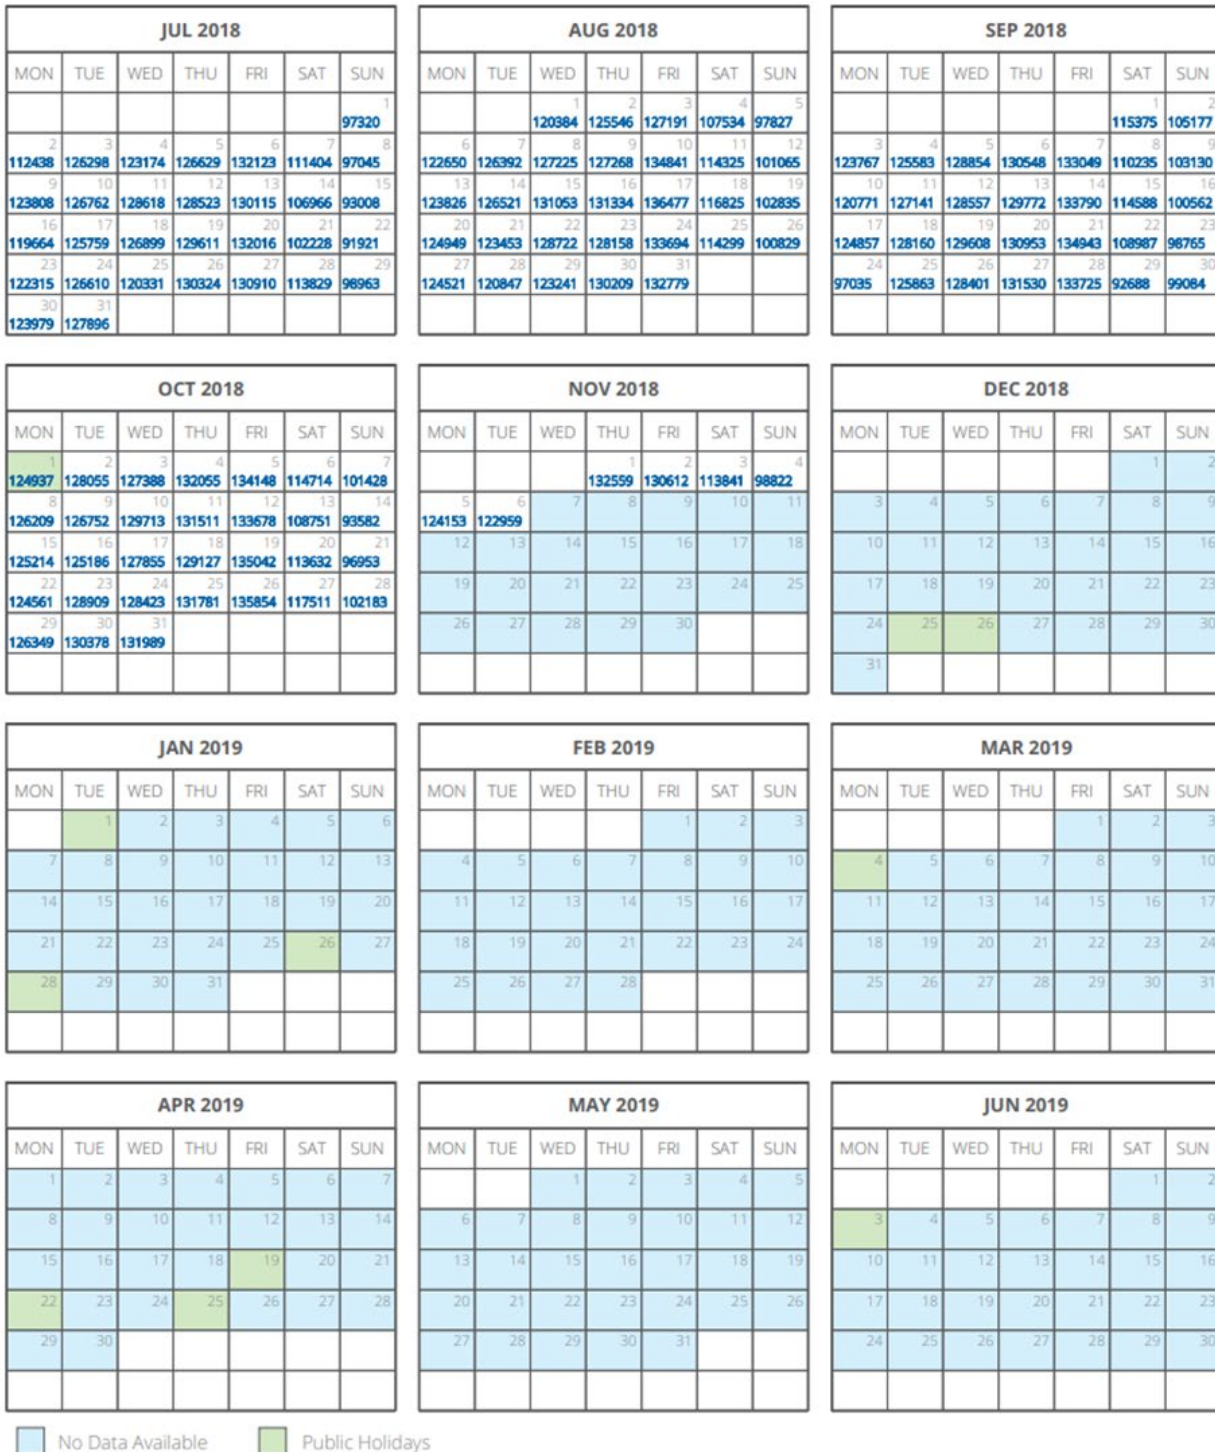 JUL 2018 AUG 2018 SEP 2018
MON TUE WED THU FRI SAT SUN MON TUE WED THU FRI SAT SUN MON TUE WED THU FRI SAT SUN
1 1 2 3 4 5 1 2
97320 120384 125546 127191 107534 97827 115375 105177
2 3 4 5 6 7 8 6 7 8 9 10 11 12 3 4 5 6 7 8 9
112438 126298 123174 126629 132123 111404 97045 122650 126392 127225 127268 134841 114325 101065 123767 125583 128854 130548 133049 110235 103130
9 10 11 12 13 14 15 13 14 15 16 17 18 19 10 11 12 13 14 15 16
123808 126762 128618 128523 130115 106966 93008 123826 126521 131053 131334 136477 116825 102835 120771 127141 128557 129772 133790 114588 100562
16 17 18 19 20 21 22 20 21 22 23 24 25 26 17 18 19 20 21 22 23
119664 125759 126899 129611 132016 102228 91921 124949 123453 128722 128158 133694 114299 100829 124857 128160 129608 130953 134943 108987 98765
23 24 25 26 27 28 29 27 28 29 30 31 24 25 26 27 28 29 30
122315 126610 120331 130324 130910 113829 98963 124521 120847 123241 130209 132779 97035 125863 128401 131530 133725 92688 99084
30 31
123979 127896
OCT 2018 NOV 2018 DEC 2018
MON TUE WED THU FRI SAT SUN MON TUE WED THU FRI SAT SUN MON TUE WED THU FRI SAT SUN
1 2 3 4 5 6 7 1 2 3 4 1 2
124937 128055 127388 132055 134148 114714 101428 132559 130612 113841 98822
8 9 10 11 12 13 14 5 6 7 8 9 10 11 3 4 5 6 7 8 9
126209 126752 129713 131511 133678 108751 93582 124153 122959
15 16 17 18 19 20 21 12 13 14 15 16 17 18 10 11 12 13 14 15 16
125214 125186 127855 129127 135042 113632 96953
22 23 24 25 26 27 28 19 20 21 22 23 24 25 17 18 19 20 21 22 23
124561 128909 128423 131781 135854 117511 102183
29 30 31 26 27 28 29 30 24 25 26 27 28 29 30
126349 130378 131989
31
JAN 2019 FEB 2019 MAR 2019
MON TUE WED THU FRI SAT SUN MON TUE WED THU FRI SAT SUN MON TUE WED THU FRI SAT SUN
1 2 3 4 5 6 1 2 3 1 2 3
7 8 9 10 11 12 13 4 5 6 7 8 9 10 4 5 6 7 8 9 10
14 15 16 17 18 19 20 11 12 13 14 15 16 17 11 12 13 14 15 16 17
21 22 23 24 25 26 27 18 19 20 21 22 23 24 18 19 20 21 22 23 24
28 29 30 31 25 26 27 28 25 26 27 28 29 30 31
APR 2019 MAY 2019 JUN 2019
MON TUE WED THU FRI SAT SUN MON TUE WED THU FRI SAT SUN MON TUE WED THU FRI SAT SUN
1 2 3 4 5 6 7 1 2 3 4 5 1 2
8 9 10 11 12 13 14 6 7 8 9 10 11 12 3 4 5 6 7 8 9
15 16 17 18 19 20 21 13 14 15 16 17 18 19 10 11 12 13 14 15 16
22 23 24 25 26 27 28 20 21 22 23 24 25 26 17 18 19 20 21 22 23
29 30 27 28 29 30 31 24 25 26 27 28 29 30
No Data Available Public Holidays